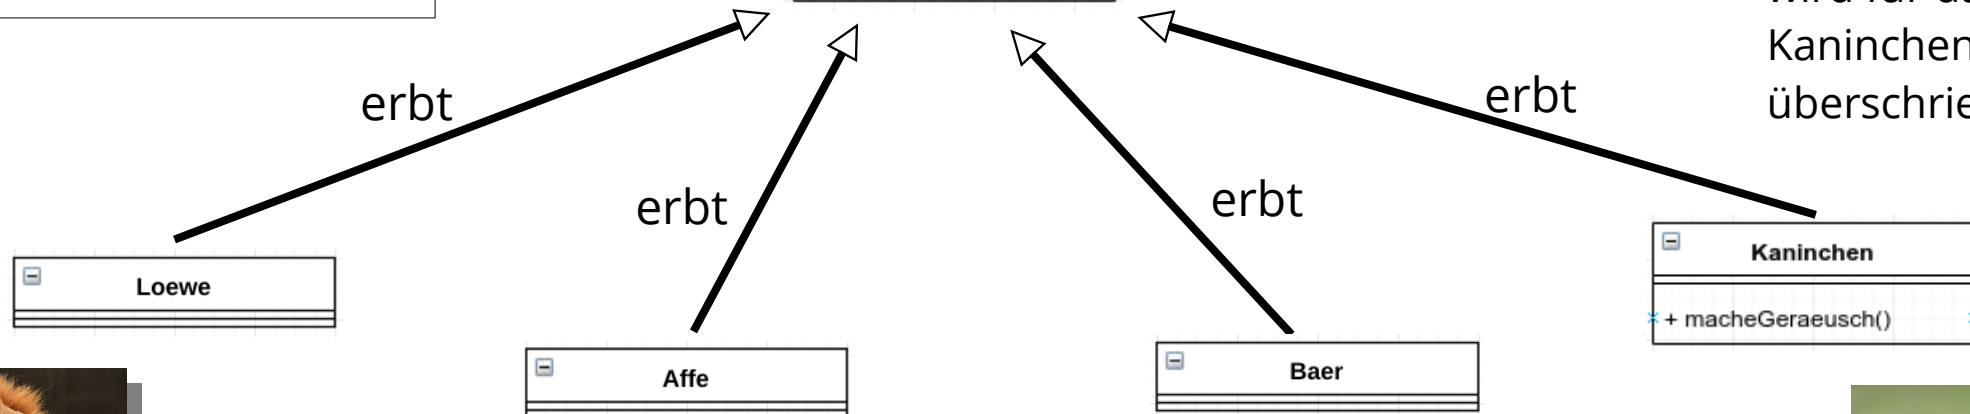 Kaninchen
erbt
erbt
erbt
erbt
Loewe
Affe
Baer
Kaninchen
+ macheGeraeusch()